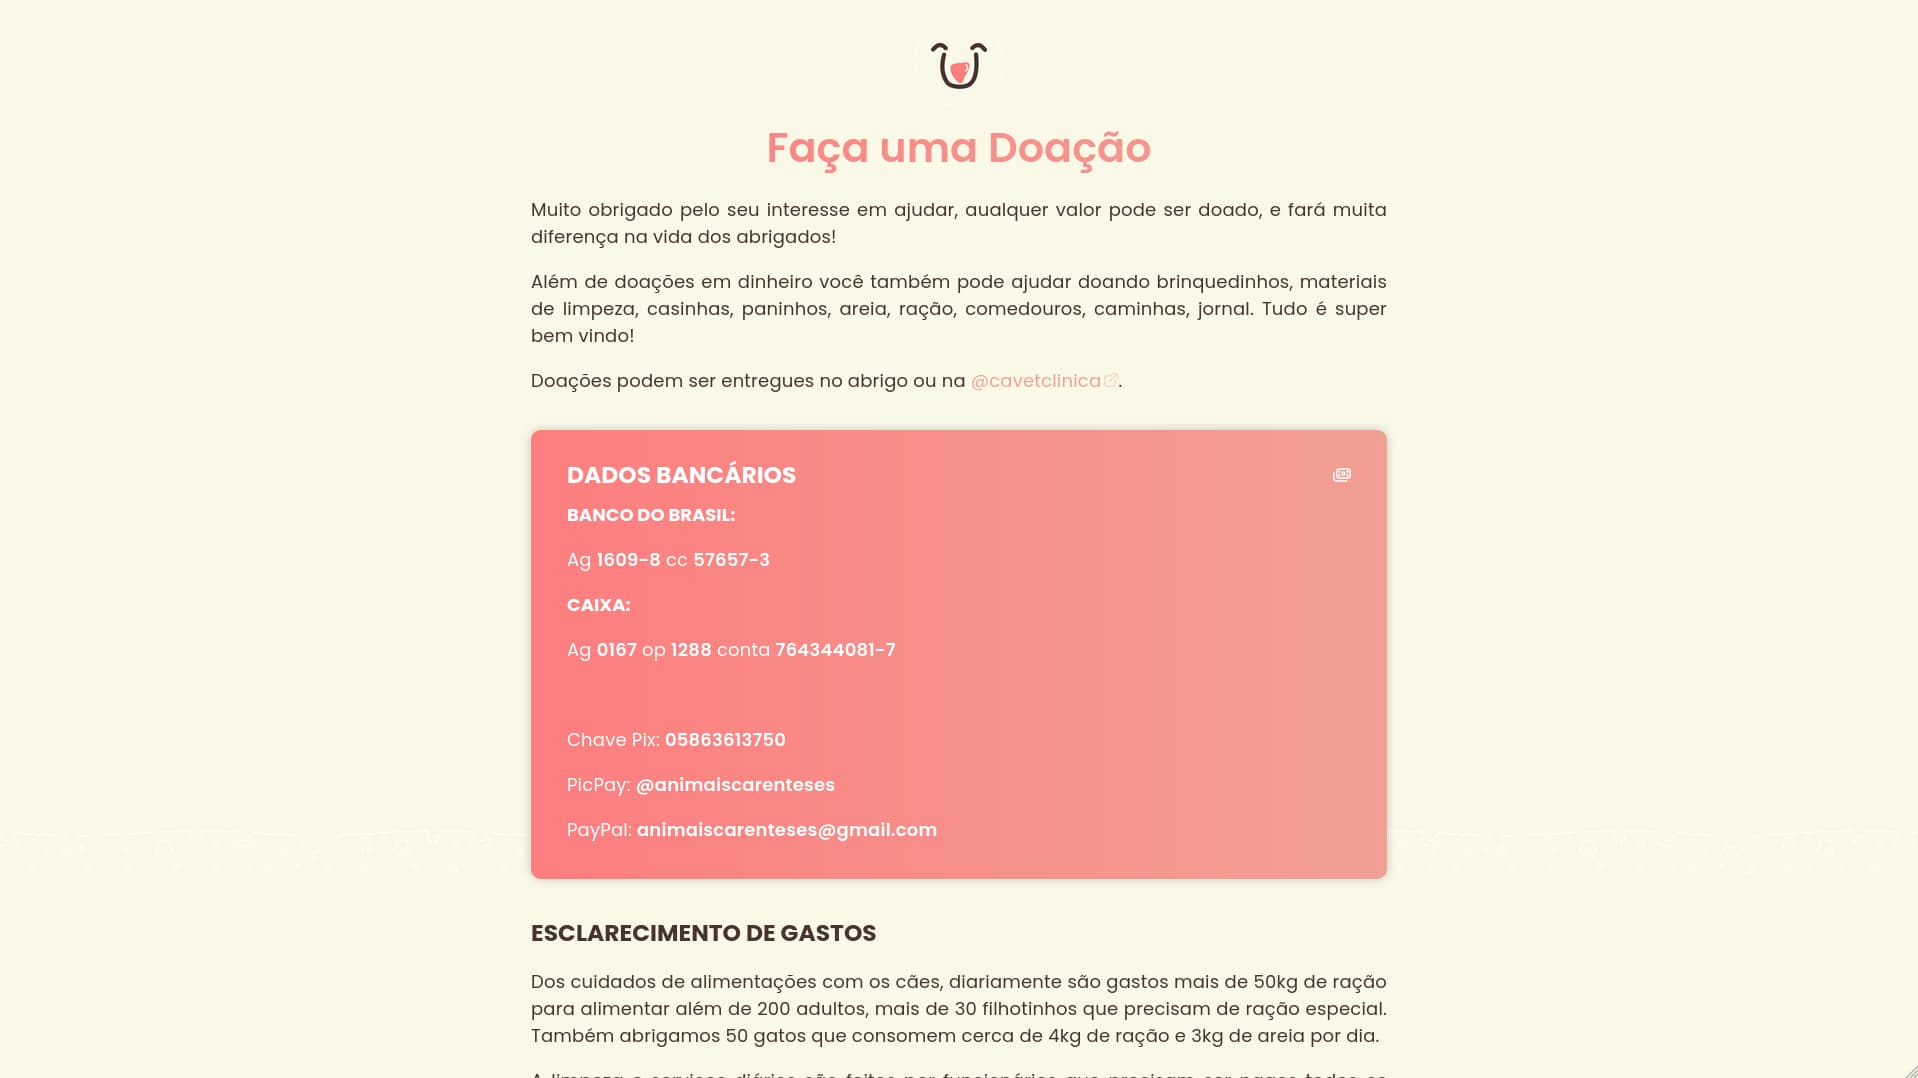 Faça uma Doação
Muito obrigado pelo seu interesse em ajudar, aualquer valor pode ser doado, e fará muita
diferença na vida dos abrigados!
Além de doações em dinheiro você também pode ajudar doando brinquedinhos, materiais
de limpeza, casinhas, paninhos, areia, ração, comedouros, caminhas, jornal. Tudo é super
bem vindo!
Doações podem ser entregues no abrigo ou na @cavetclinica.
DADOS BANCÁRIOS
BANCO DO BRASIL:
Ag 1609-8 cc 57657-3
CAIXA:
Ag 0167 op 1288 conta 764344081-7
Chave Pix: 05863613750
PicPay: @animaiscarenteses
PayPal: animaiscarenteses@gmail.com
ESCLARECIMENTO DE GASTOS
Dos cuidados de alimentações com os cães, diariamente são gastos mais de 50kg de ração
para alimentar além de 200 adultos, mais de 30 filhotinhos que precisam de ração especial.
Também abrigamos 50 gatos que consomem cerca de 4kg de ração e 3kg de areia por dia.